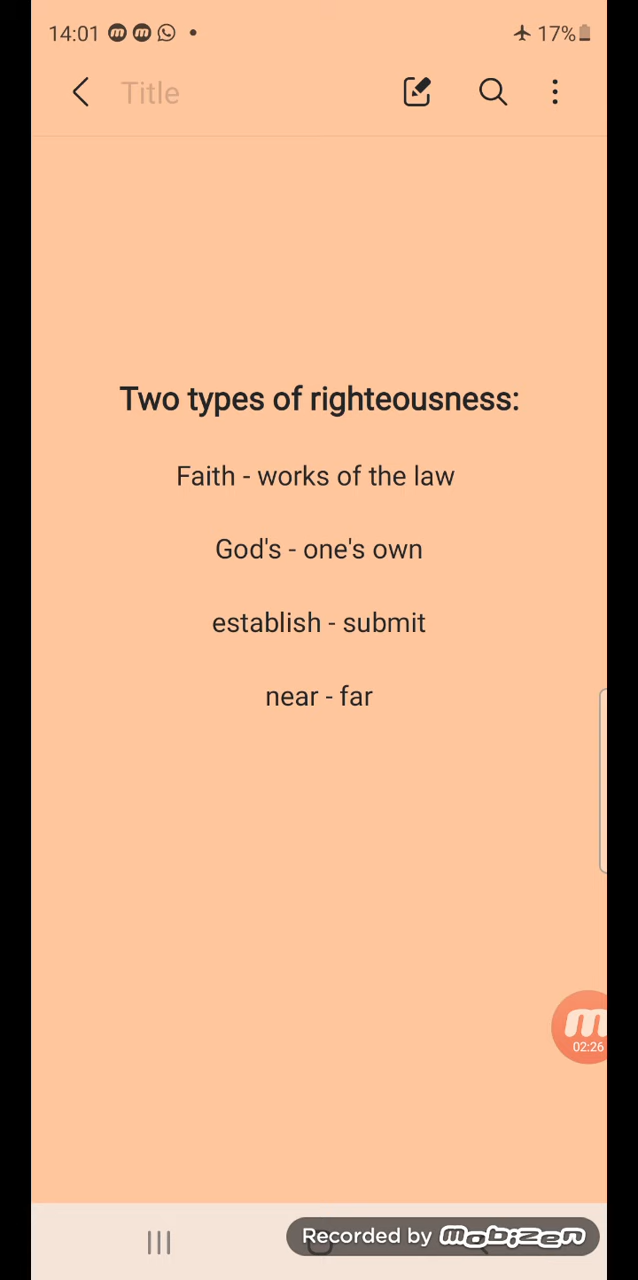 14:01 17%
Title
Two types of righteousness:
Faith - works of the law
God's - one's own
establish - submit
near - far
m
02:26
Recorded by mobizen